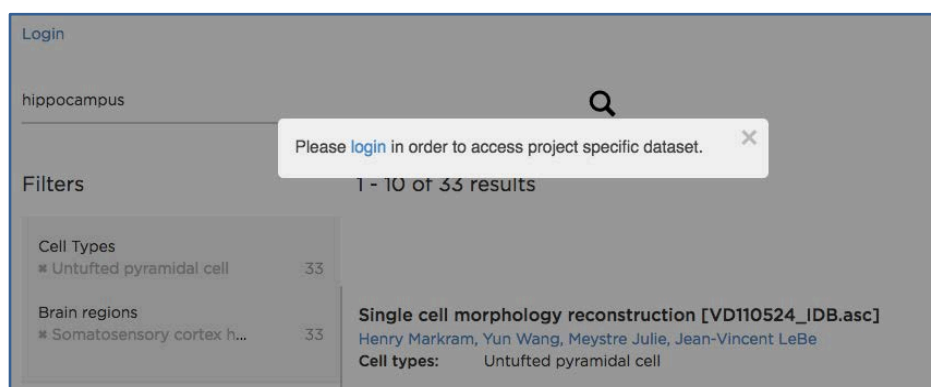 Login
hippocampus
Please login in order to access project specific dataset. ×
Filters
1 - 10 of 33 results
Cell Types
✖ Untufted pyramidal cell 33
Brain regions
✖ Somatosensory cortex h... 33
Single cell morphology reconstruction [VD110524_IDB.asc]
Henry Markram, Yun Wang, Meystre Julie, Jean-Vincent LeBe
Cell types: Untufted pyramidal cell